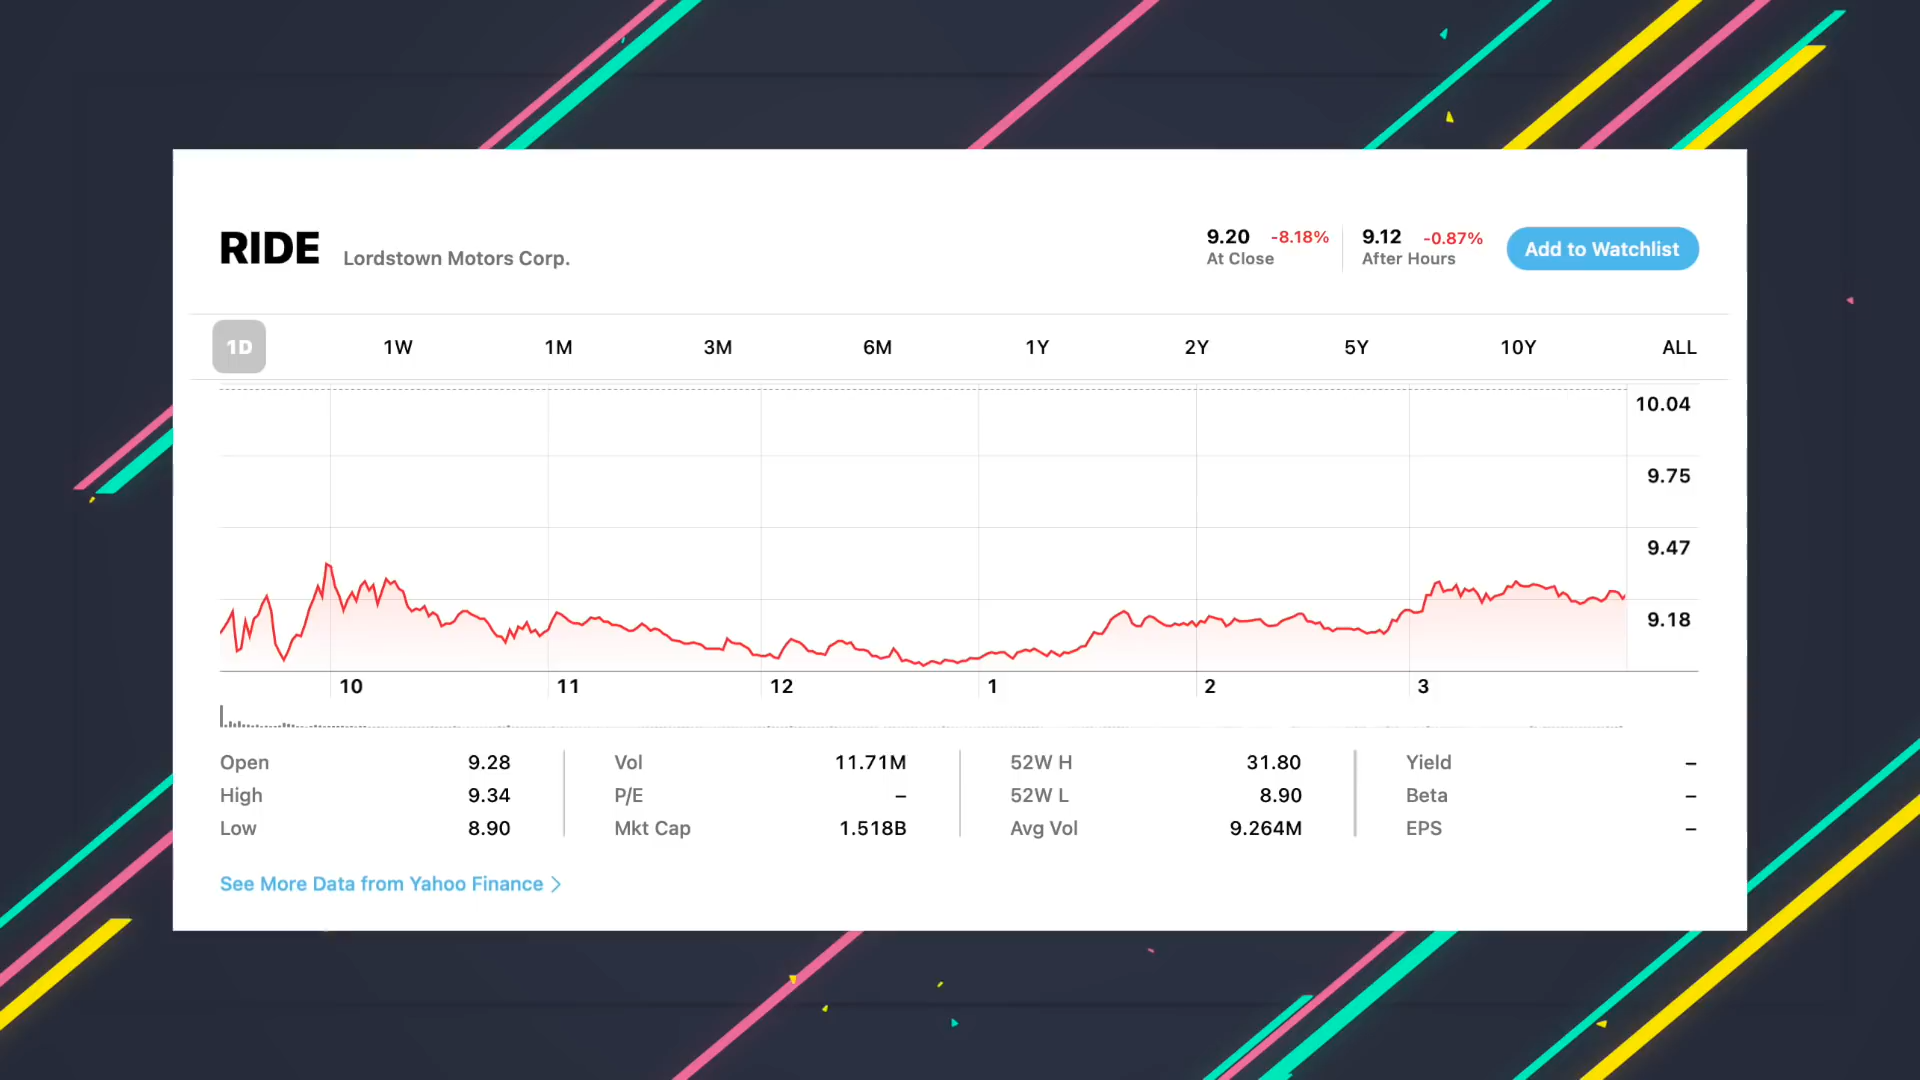 RIDE Lordstown Motors Corp.
9.20 -8.18%
At Close
9.12 -0.87%
After Hours
Add to Watchlist
1D 1W 1M 3M 6M 1Y 2Y 5Y 10Y ALL
10.04
9.75
9.47
9.18
10 11 12 1 2 3
Open 9.28 Vol 11.71M 52W H 31.80 Yield –
High 9.34 P/E – 52W L 8.90 Beta –
Low 8.90 Mkt Cap 1.518B Avg Vol 9.264M EPS –
See More Data from Yahoo Finance >